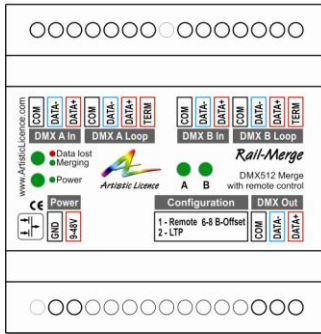 COM DATA- DATA+ COM DATA- DATA+ TERM COM DATA- DATA+ COM DATA- DATA+ TERM
DMX A In DMX A Loop DMX B In DMX B Loop
www.ArtisticLicence.com
Data lost
Merging
Power
Artistic Licence
A B
Rail-Merge
DMX512 Merge
with remote control
CE
Power
GND 9-48V
Configuration
1 - Remote 6-8 B-Offset
2 - LTP
DMX Out
COM DATA- DATA+